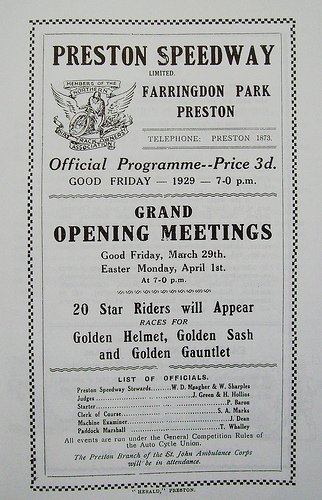 PRESTON SPEEDWAY
LIMITED.
MEMBERS OF THE
NORTHERN
DIRT TRACK OWNERS
ASSOCIATION
FARRINGDON PARK
PRESTON
TELEPHONE: PRESTON 1873.
Official Programme--Price 3d.
GOOD FRIDAY — 1929 — 7-0 p.m.
GRAND
OPENING MEETINGS
Good Friday, March 29th.
Easter Monday, April 1st.
At 7-0 p.m.
20 Star Riders will Appear
RACES FOR
Golden Helmet, Golden Sash
and Golden Gauntlet
LIST OF OFFICIALS.
Preston Speedway Stewards......W. D. Meagher & W. Sharples
Judges......J. Green & H. Hollins
Starter......P. Baron
Clerk of Course......S. A. Marks
Machine Examiner......J. Dean
Paddock Marshall......T. Whalley
All events are run under the General Competition Rules of
the Auto Cycle Union.
The Preston Branch of the St. John Ambulance Corps
will be in attendance.
"HERALD," PRESTON.